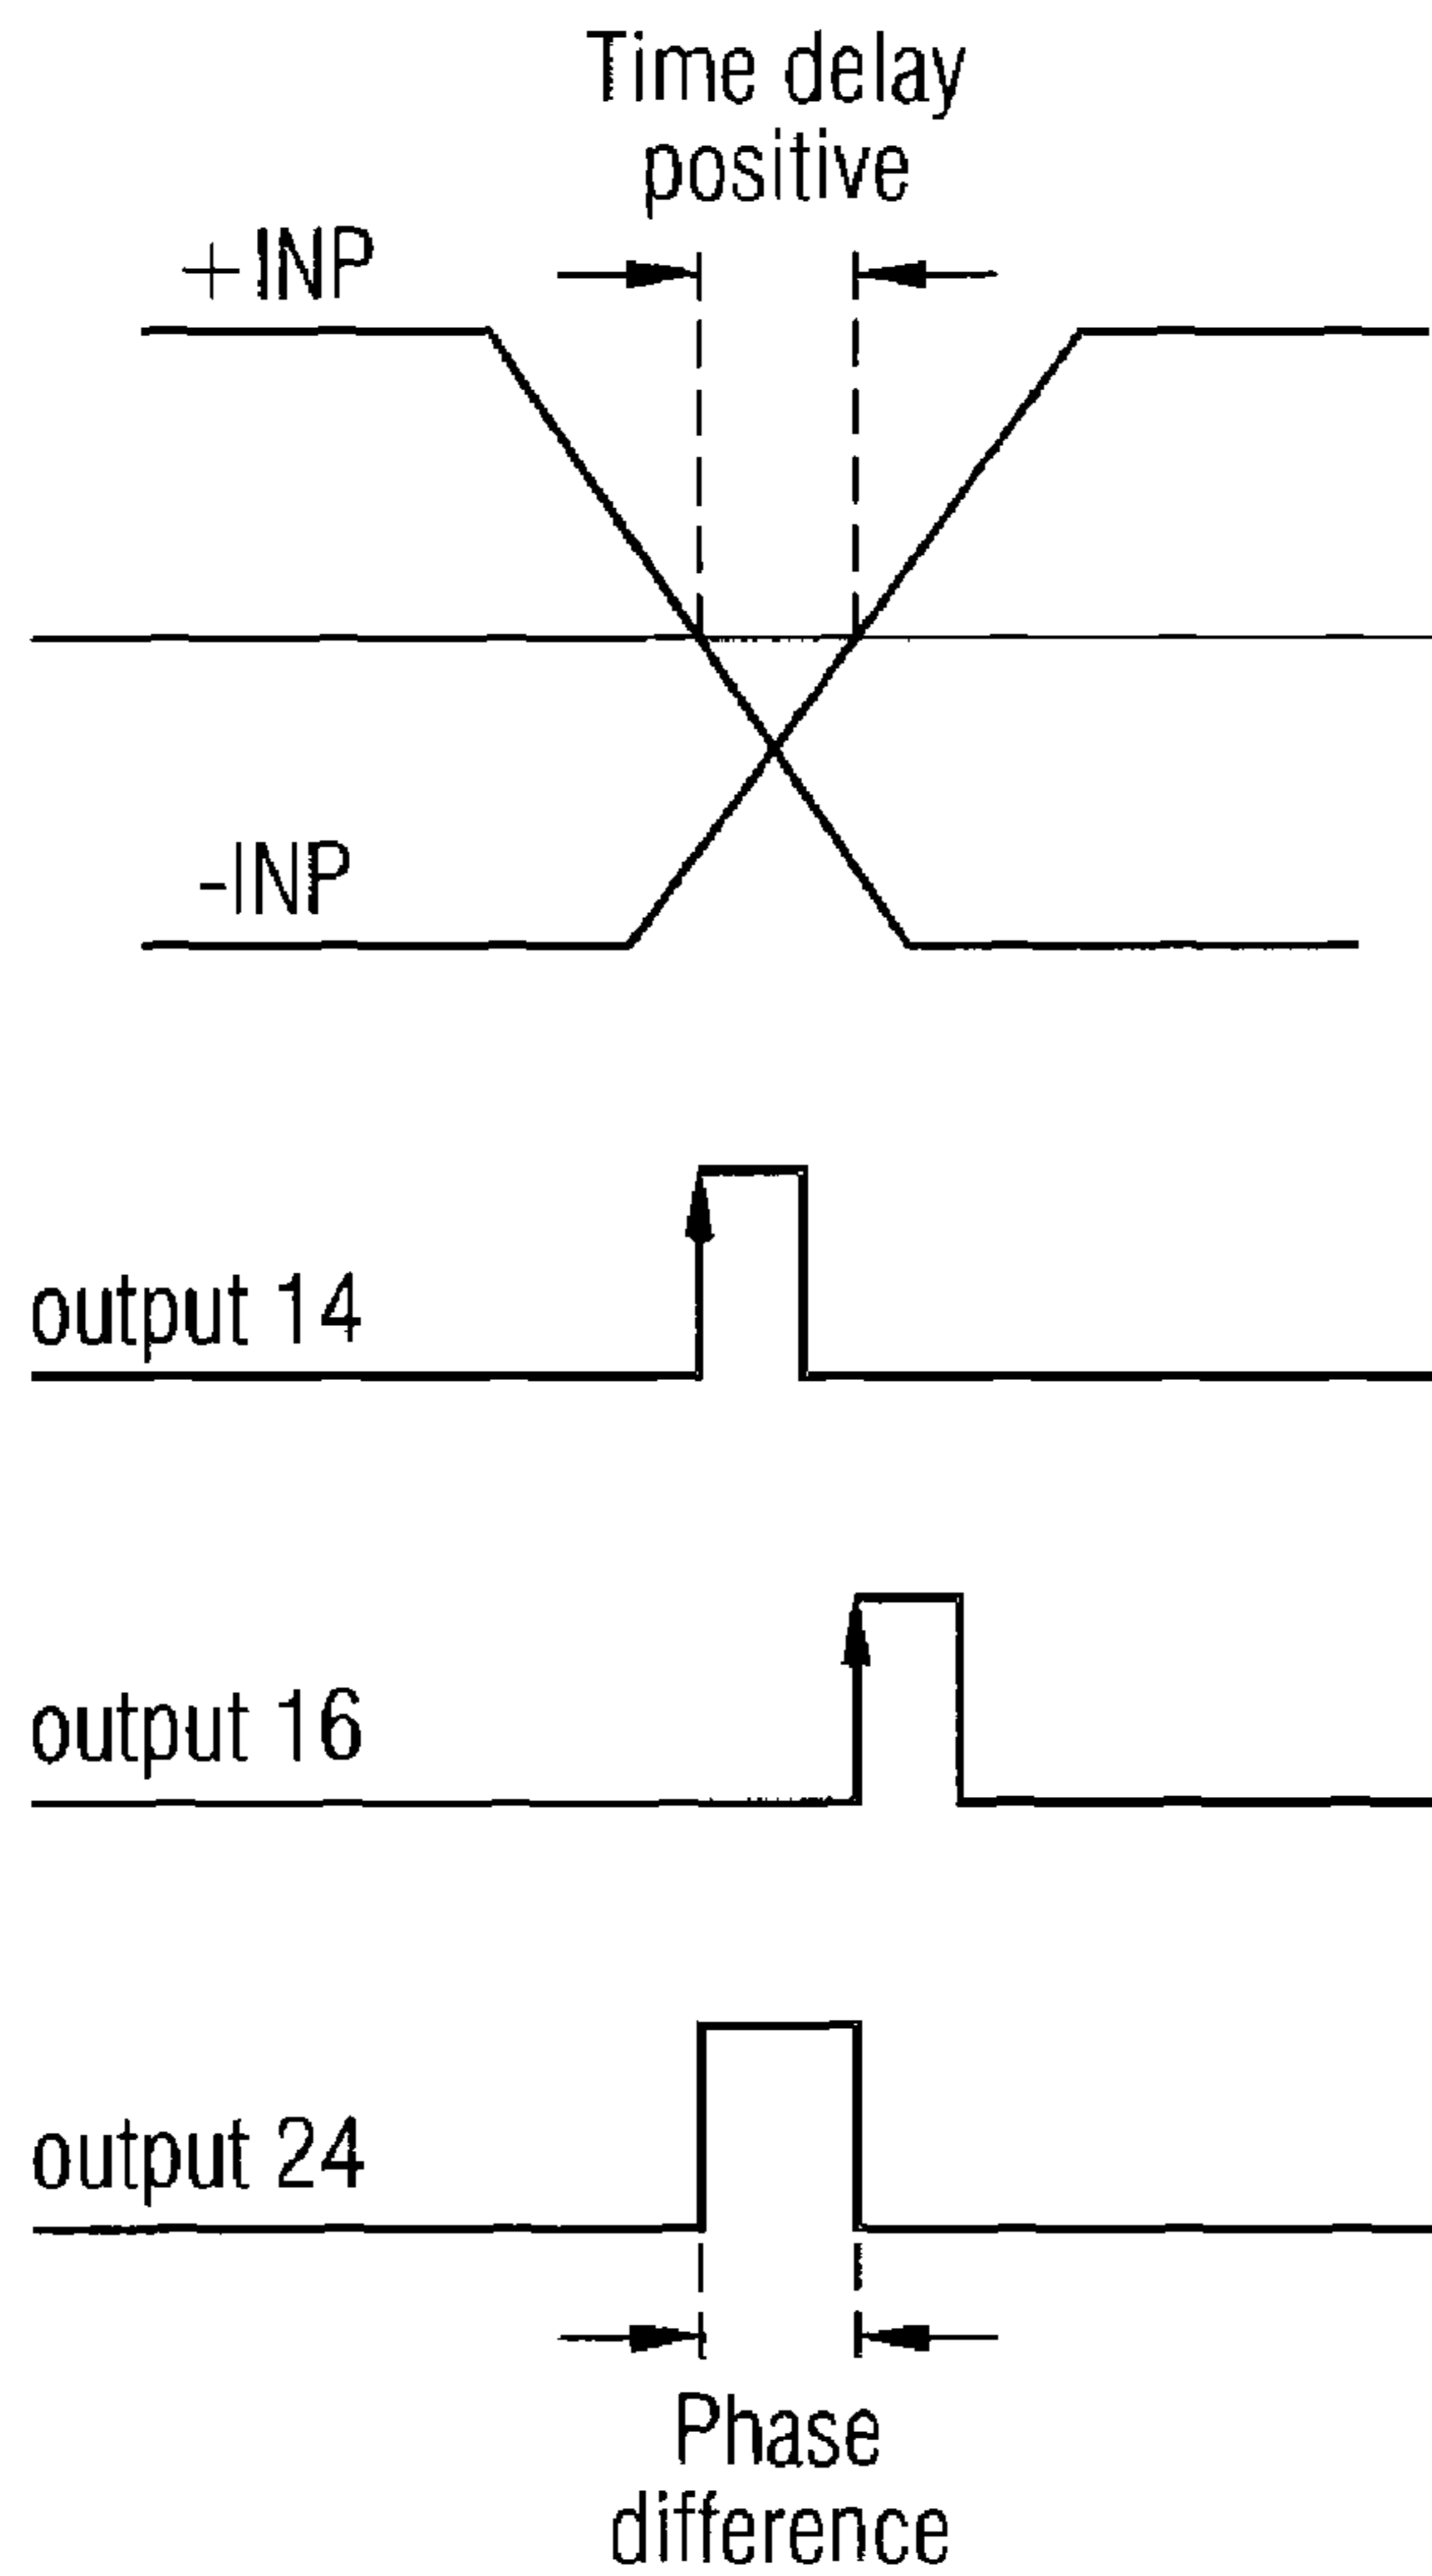 Time delay
positive
+INP
-INP
output 14
output 16
output 24
Phase
difference